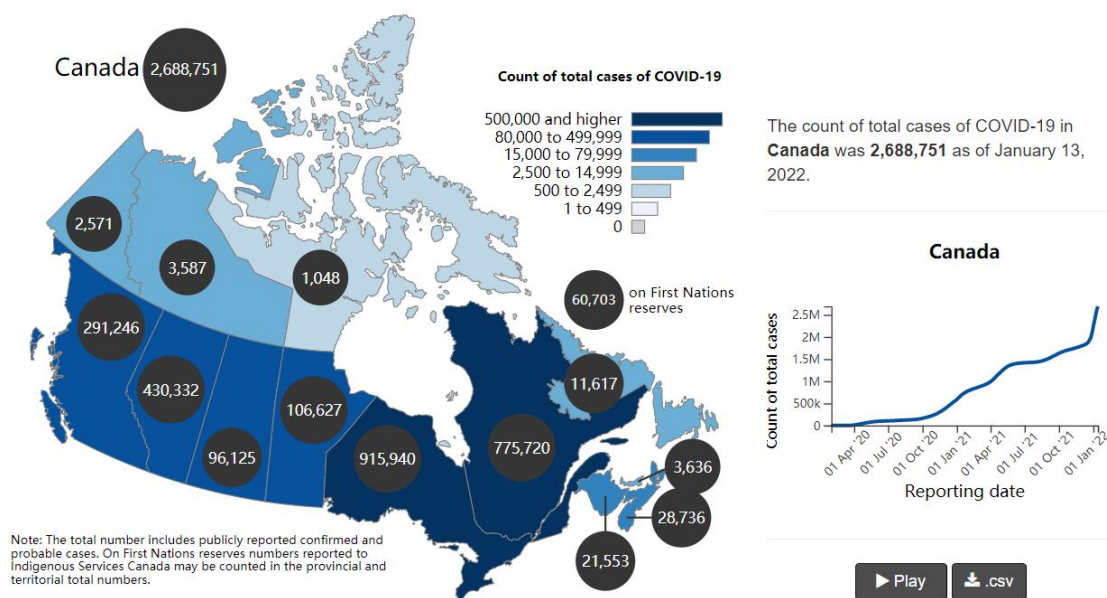 Canada
2,688,751
Count of total cases of COVID-19
500,000 and higher
80,000 to 499,999
15,000 to 79,999
2,500 to 14,999
500 to 2,499
1 to 499
0
2,571
3,587
1,048
291,246
430,332
96,125
106,627
915,940
775,720
60,703
on First Nations
reserves
11,617
3,636
28,736
21,553
Note: The total number includes publicly reported confirmed and
probable cases. On First Nations reserves numbers reported to
Indigenous Services Canada may be counted in the provincial and
territorial total numbers.
The count of total cases of COVID-19 in
Canada was 2,688,751 as of January 13,
2022.
Canada
Count of total cases
2.5M
2M
1.5M
1M
500k
0
01 Apr '20
01 Jul '20
01 Oct '20
01 Jan '21
01 Apr '21
01 Jul '21
01 Oct '21
01 Jan '22
Reporting date
Play
.csv